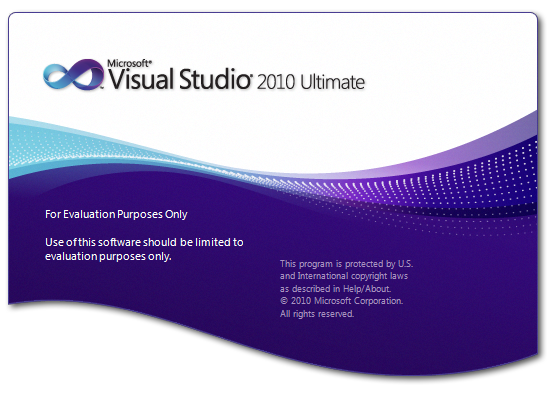 Microsoft®
Visual Studio® 2010 Ultimate
For Evaluation Purposes Only
Use of this software should be limited to
evaluation purposes only.
This program is protected by U.S.
and International copyright laws
as described in Help/About.
© 2010 Microsoft Corporation.
All rights reserved.